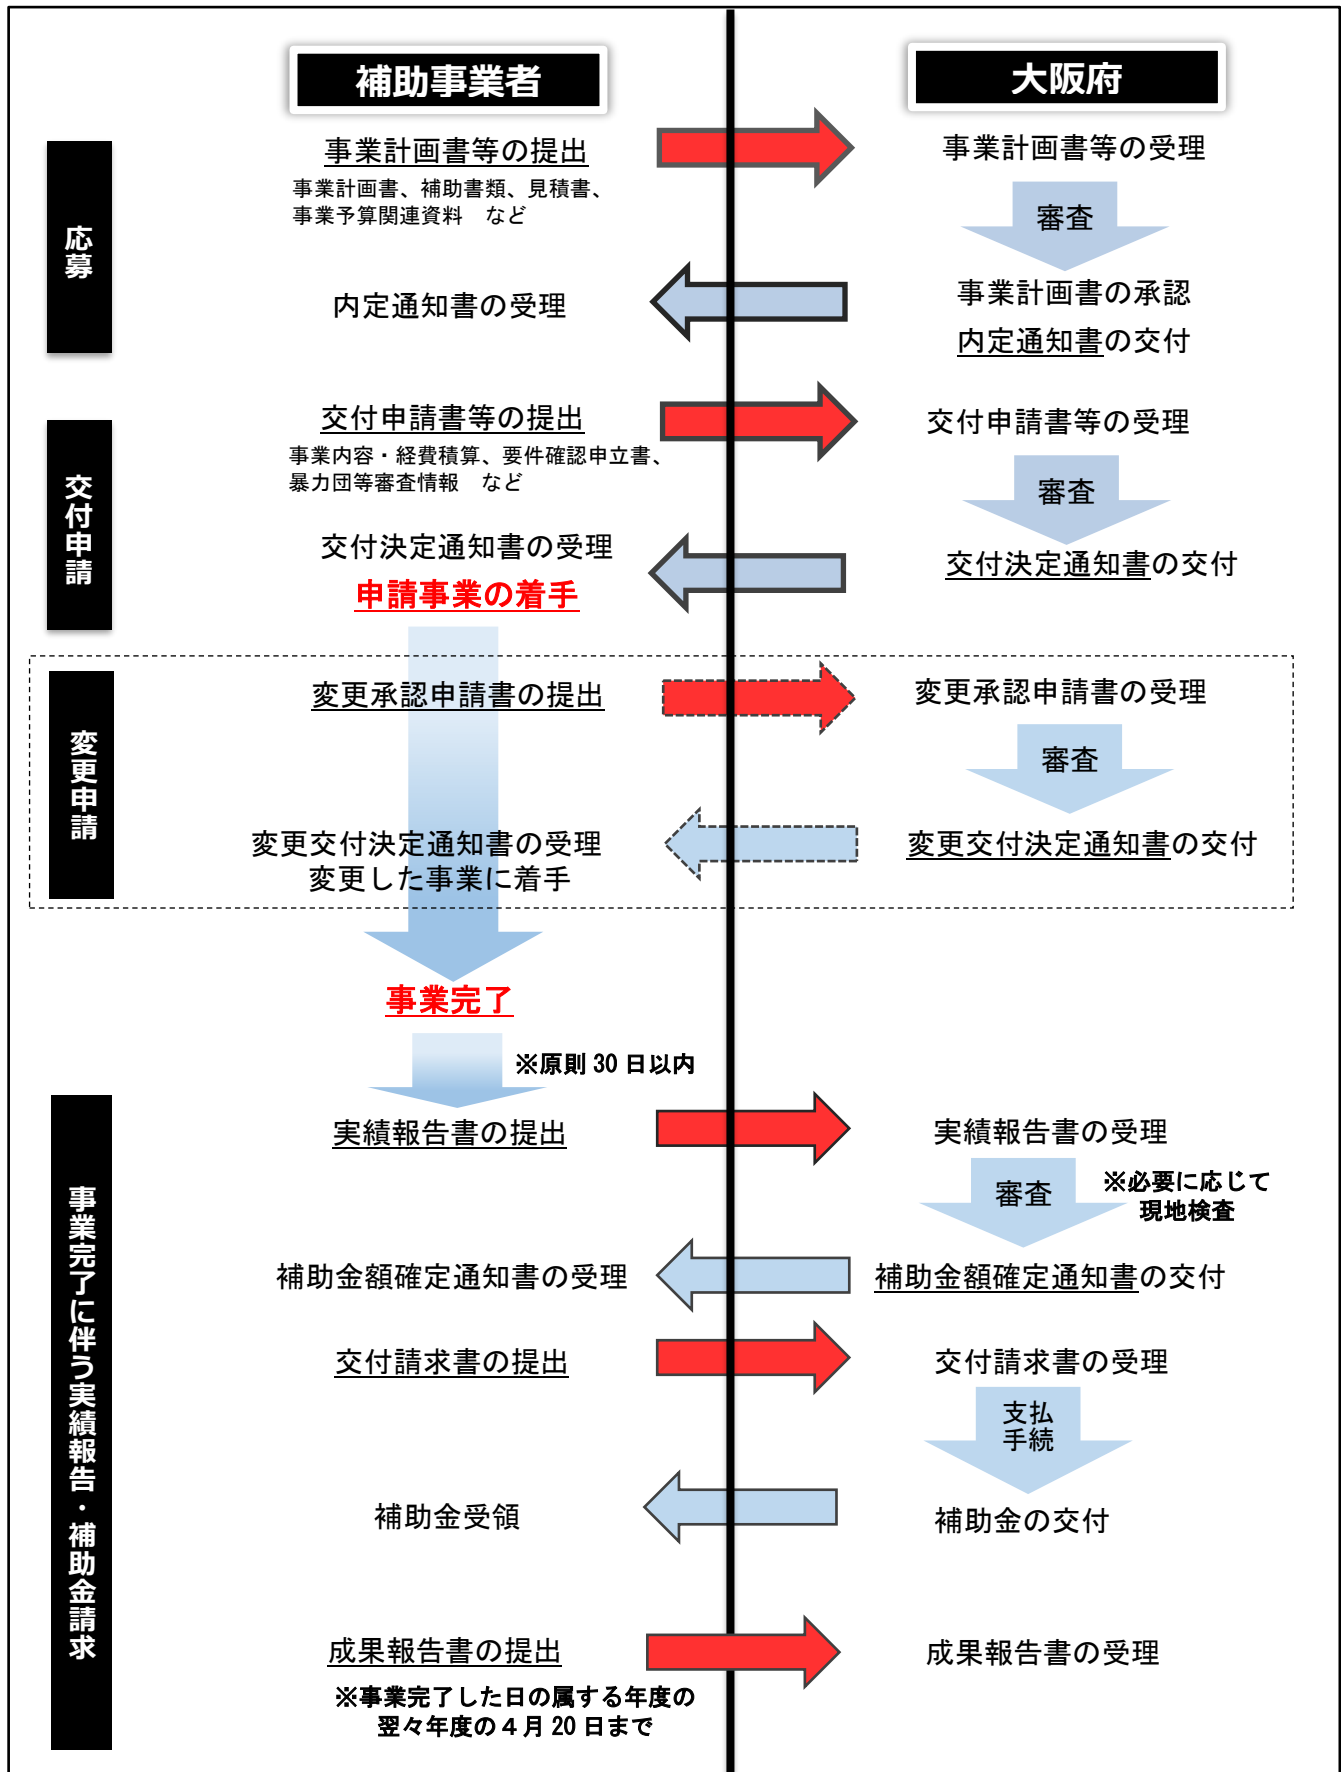 補助事業者
大阪府
応募
事業計画書等の提出
事業計画書、補助書類、見積書、
事業予算関連資料 など
事業計画書等の受理
審査
内定通知書の受理
事業計画書の承認
内定通知書の交付
交付申請
交付申請書等の提出
事業内容・経費積算、要件確認申立書、
暴力団等審査情報 など
交付申請書等の受理
審査
交付決定通知書の受理
申請事業の着手
交付決定通知書の交付
変更申請
変更承認申請書の提出
変更承認申請書の受理
審査
変更交付決定通知書の受理
変更した事業に着手
変更交付決定通知書の交付
事業完了
※原則 30 日以内
事業完了に伴う実績報告・補助金請求
実績報告書の提出
実績報告書の受理
審査
※必要に応じて
現地検査
補助金額確定通知書の受理
補助金額確定通知書の交付
交付請求書の提出
交付請求書の受理
支払
手続
補助金受領
補助金の交付
成果報告書の提出
成果報告書の受理
※事業完了した日の属する年度の
翌々年度の4月 20 日まで